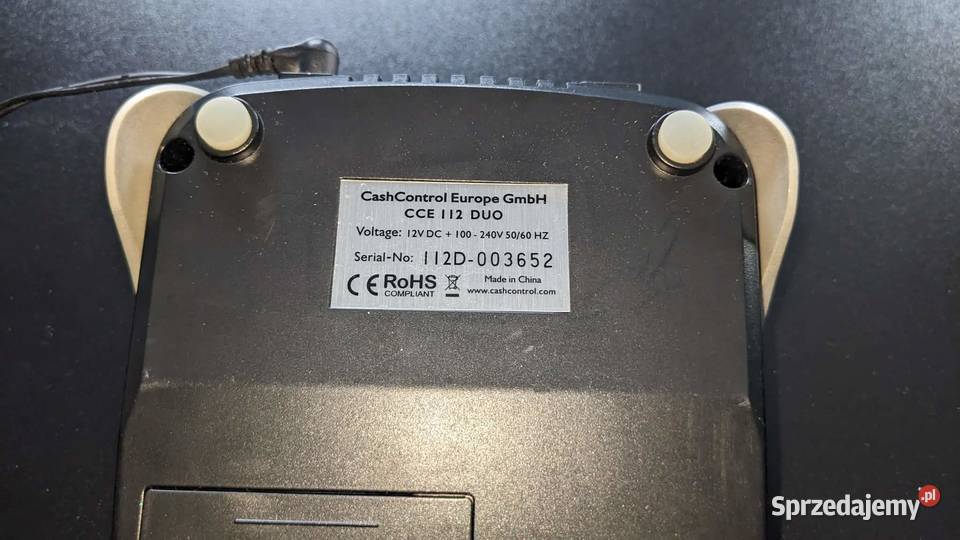 CashControl Europe GmbH
CCE 112 DUO
Voltage: 12V DC + 100 - 240V 50/60 HZ
Serial-No: 112D-003652
CE RoHS
COMPLIANT
Made in China
www.cashcontrol.com
Sprzedajemy.pl